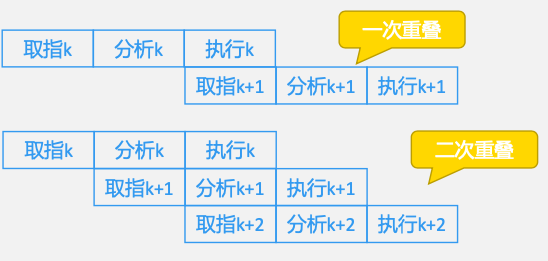 一次重叠
取指k 分析k 执行k
取指k+1 分析k+1 执行k+1
二次重叠
取指k 分析k 执行k
取指k+1 分析k+1 执行k+1
取指k+2 分析k+2 执行k+2